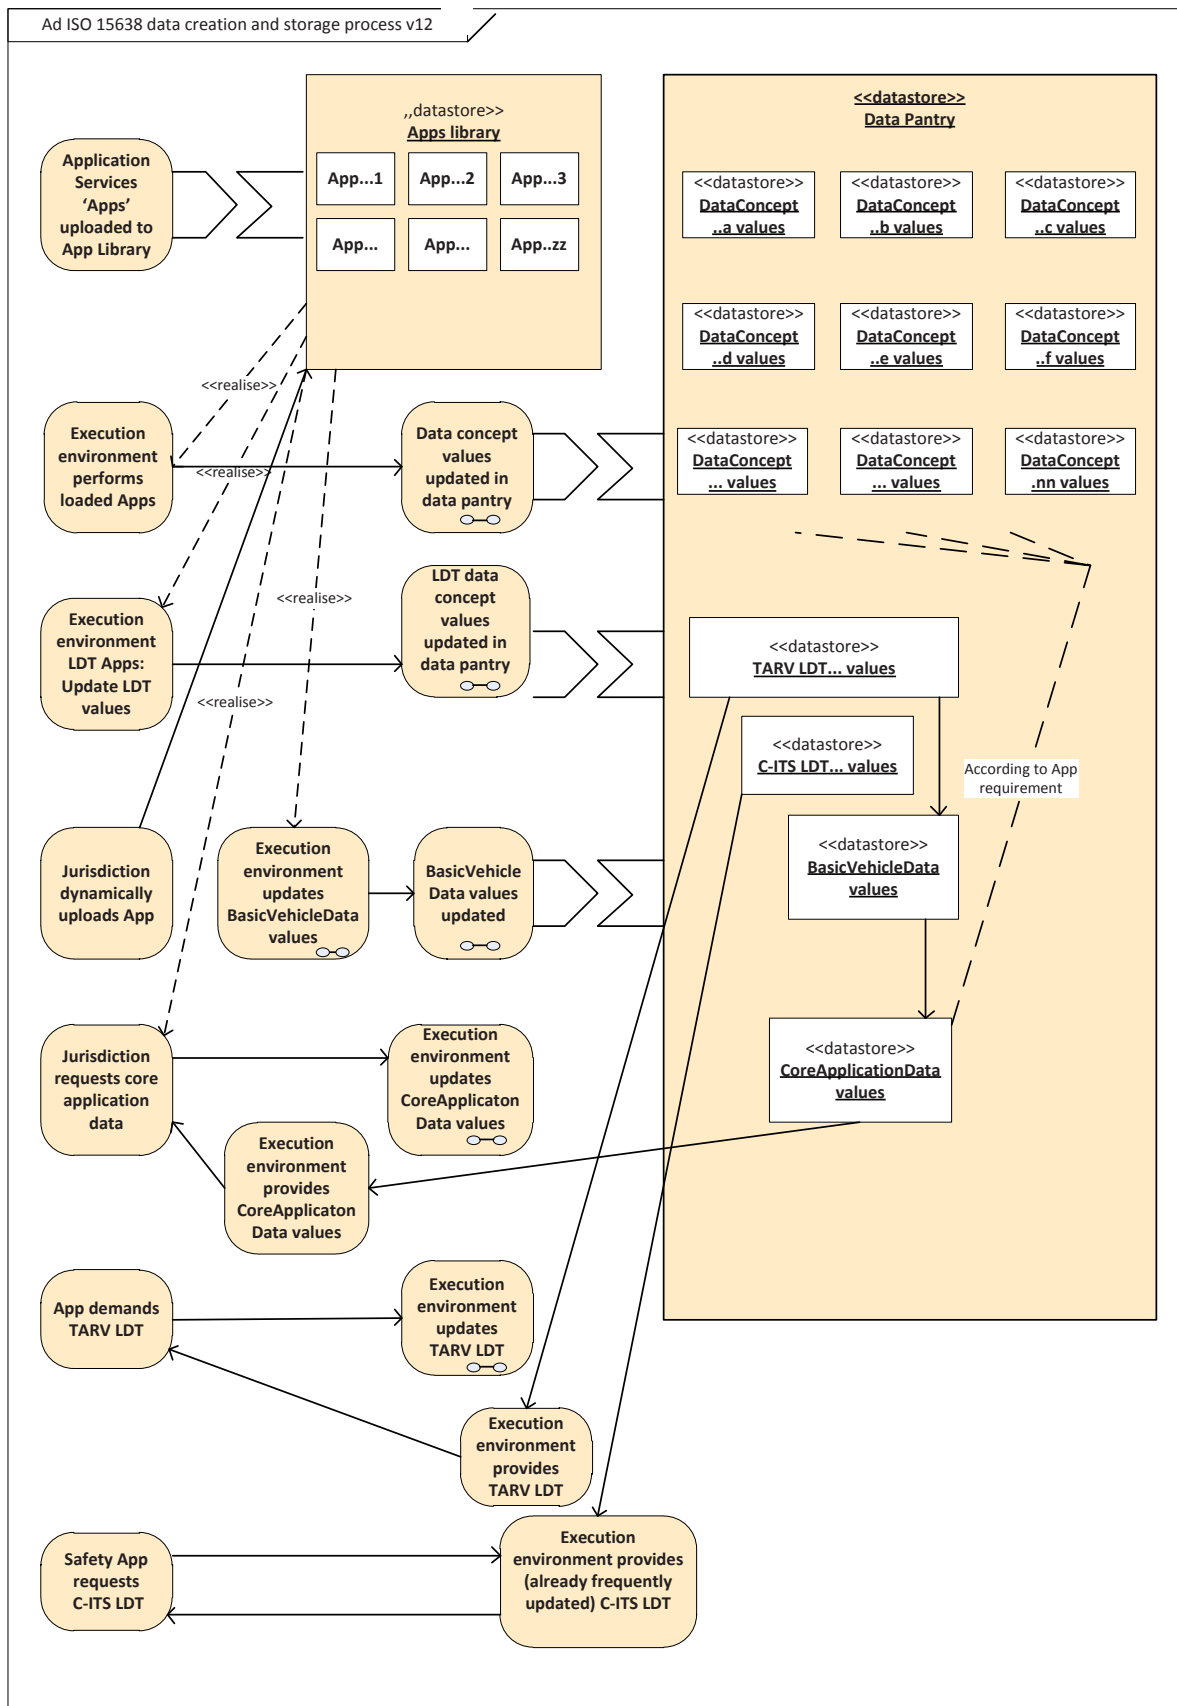 Ad ISO 15638 data creation and storage process v12
,,datastore>>
Apps library
App...1
App...2
App...3
App...
App...
App..zz
<<datastore>>
Data Pantry
<<datastore>>
DataConcept
..a values
<<datastore>>
DataConcept
..b values
<<datastore>>
DataConcept
..c values
<<datastore>>
DataConcept
..d values
<<datastore>>
DataConcept
..e values
<<datastore>>
DataConcept
..f values
<<datastore>>
DataConcept
... values
<<datastore>>
DataConcept
... values
<<datastore>>
DataConcept
.nn values
Application
Services
‘Apps’
uploaded to
App Library
<<realise>>
Execution
environment
performs
loaded Apps
<<realise>>
Data concept
values
updated in
data pantry
Execution
environment
LDT Apps:
Update LDT
values
<<realise>>
<<realise>>
LDT data
concept
values
updated in
data pantry
<<datastore>>
TARV LDT... values
<<datastore>>
C-ITS LDT... values
According to App
requirement
Jurisdiction
dynamically
uploads App
Execution
environment
updates
BasicVehicleData
values
BasicVehicle
Data values
updated
<<datastore>>
BasicVehicleData
values
Jurisdiction
requests core
application
data
Execution
environment
updates
CoreApplicaton
Data values
<<datastore>>
CoreApplicationData
values
Execution
environment
provides
CoreApplicaton
Data values
App demands
TARV LDT
Execution
environment
updates
TARV LDT
Execution
environment
provides
TARV LDT
Safety App
requests
C-ITS LDT
Execution
environment provides
(already frequently
updated) C-ITS LDT